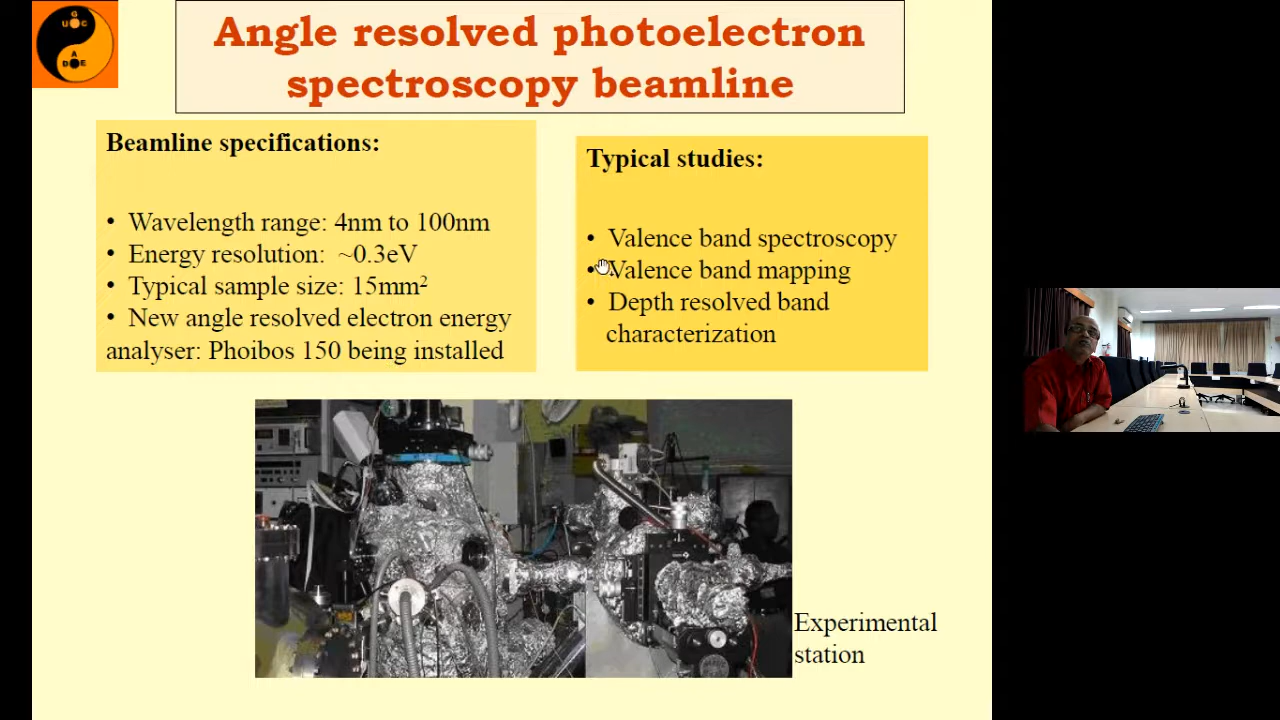 G
U G C
A
D A E
Angle resolved photoelectron
spectroscopy beamline
Beamline specifications:
• Wavelength range: 4nm to 100nm
• Energy resolution: ~0.3eV
• Typical sample size: 15mm²
• New angle resolved electron energy
analyser: Phoibos 150 being installed
Typical studies:
• Valence band spectroscopy
• Valence band mapping
• Depth resolved band
characterization
Experimental
station